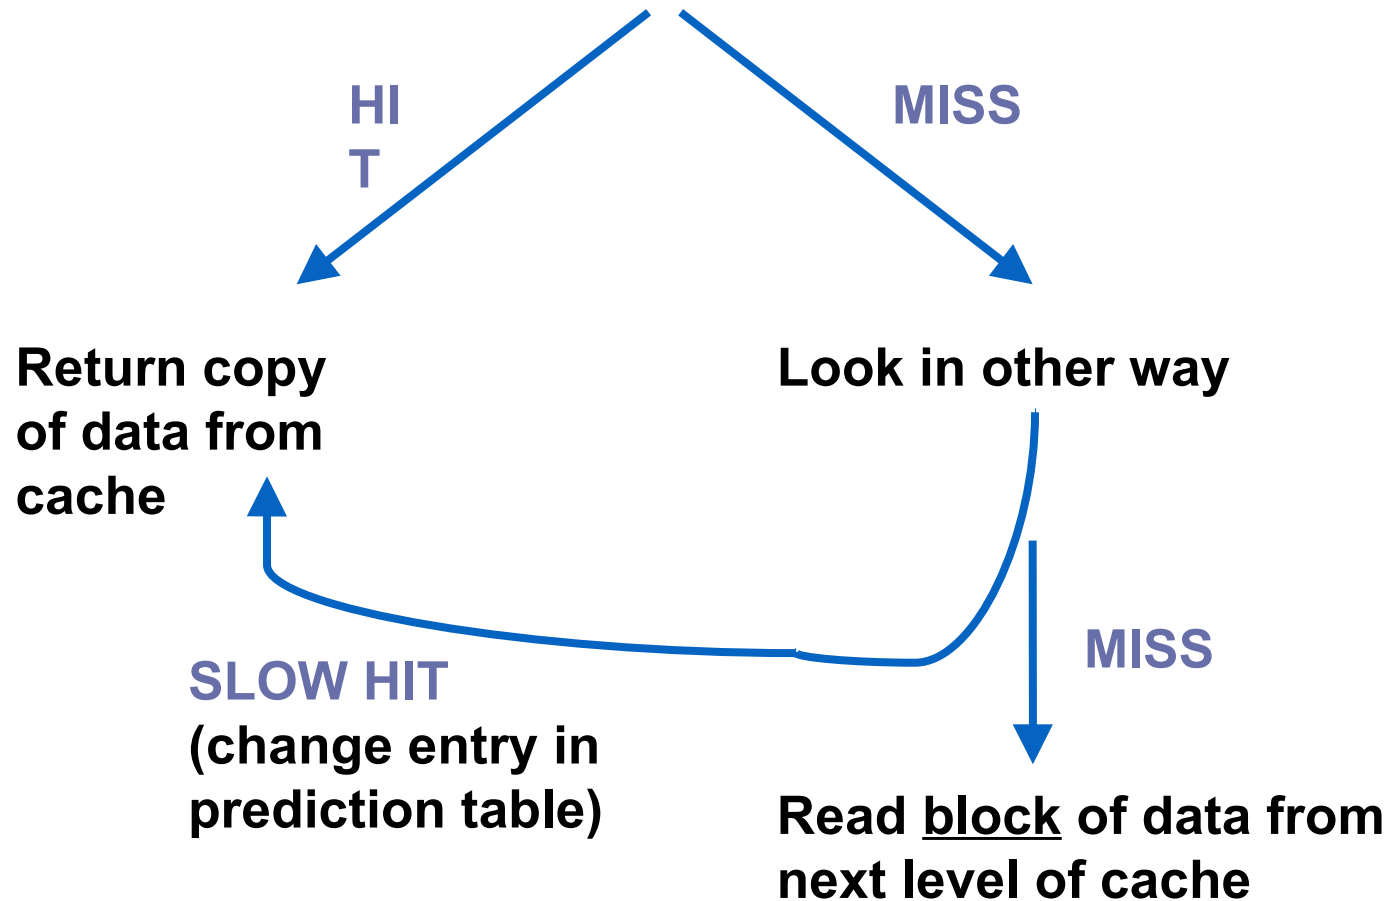 HI
T
MISS
Return copy
of data from
cache
Look in other way
SLOW HIT
(change entry in
prediction table)
MISS
Read block of data from
next level of cache